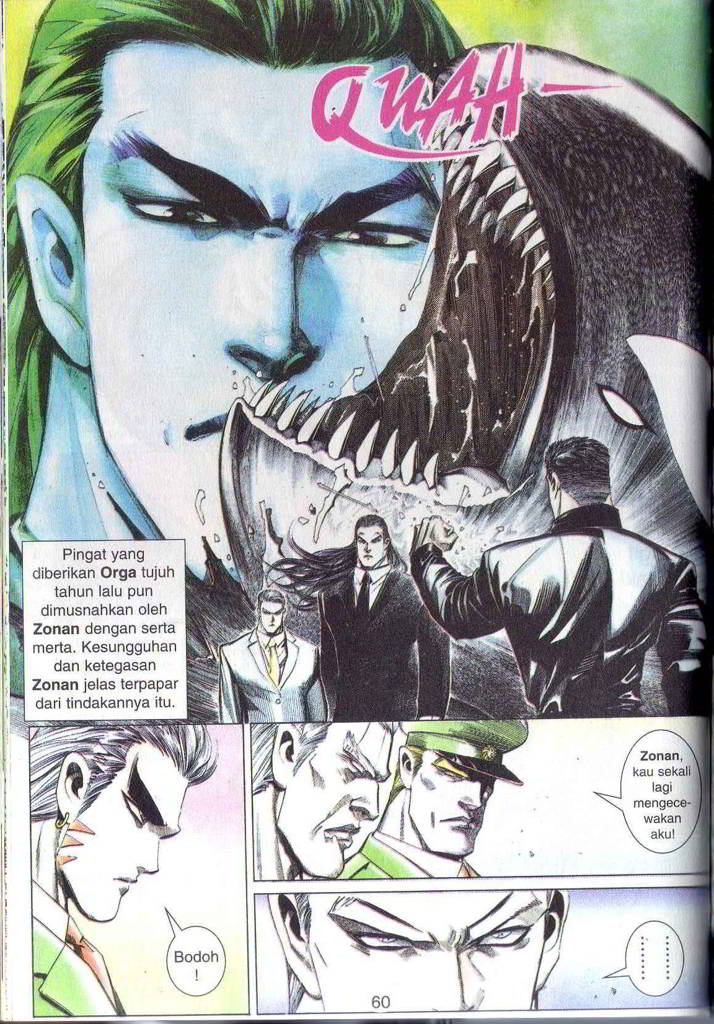 QUAH—
Pingat yang
diberikan Orga tujuh
tahun lalu pun
dimusnahkan oleh
Zonan dengan serta
merta. Kesungguhan
dan ketegasan
Zonan jelas terpapar
dari tindakannya itu.
Bodoh
!
Zonan,
kau sekali
lagi
mengece-
wakan
aku!
60